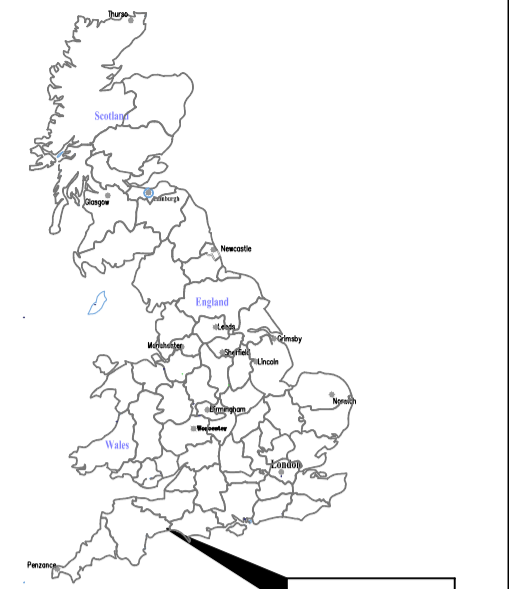 Thurso
Scotland
Edinburgh
Glasgow
Newcastle
England
Leeds
Grimsby
Manchester
Sheffield
Lincoln
Norwich
Birmingham
Worcester
Wales
London
Penzance